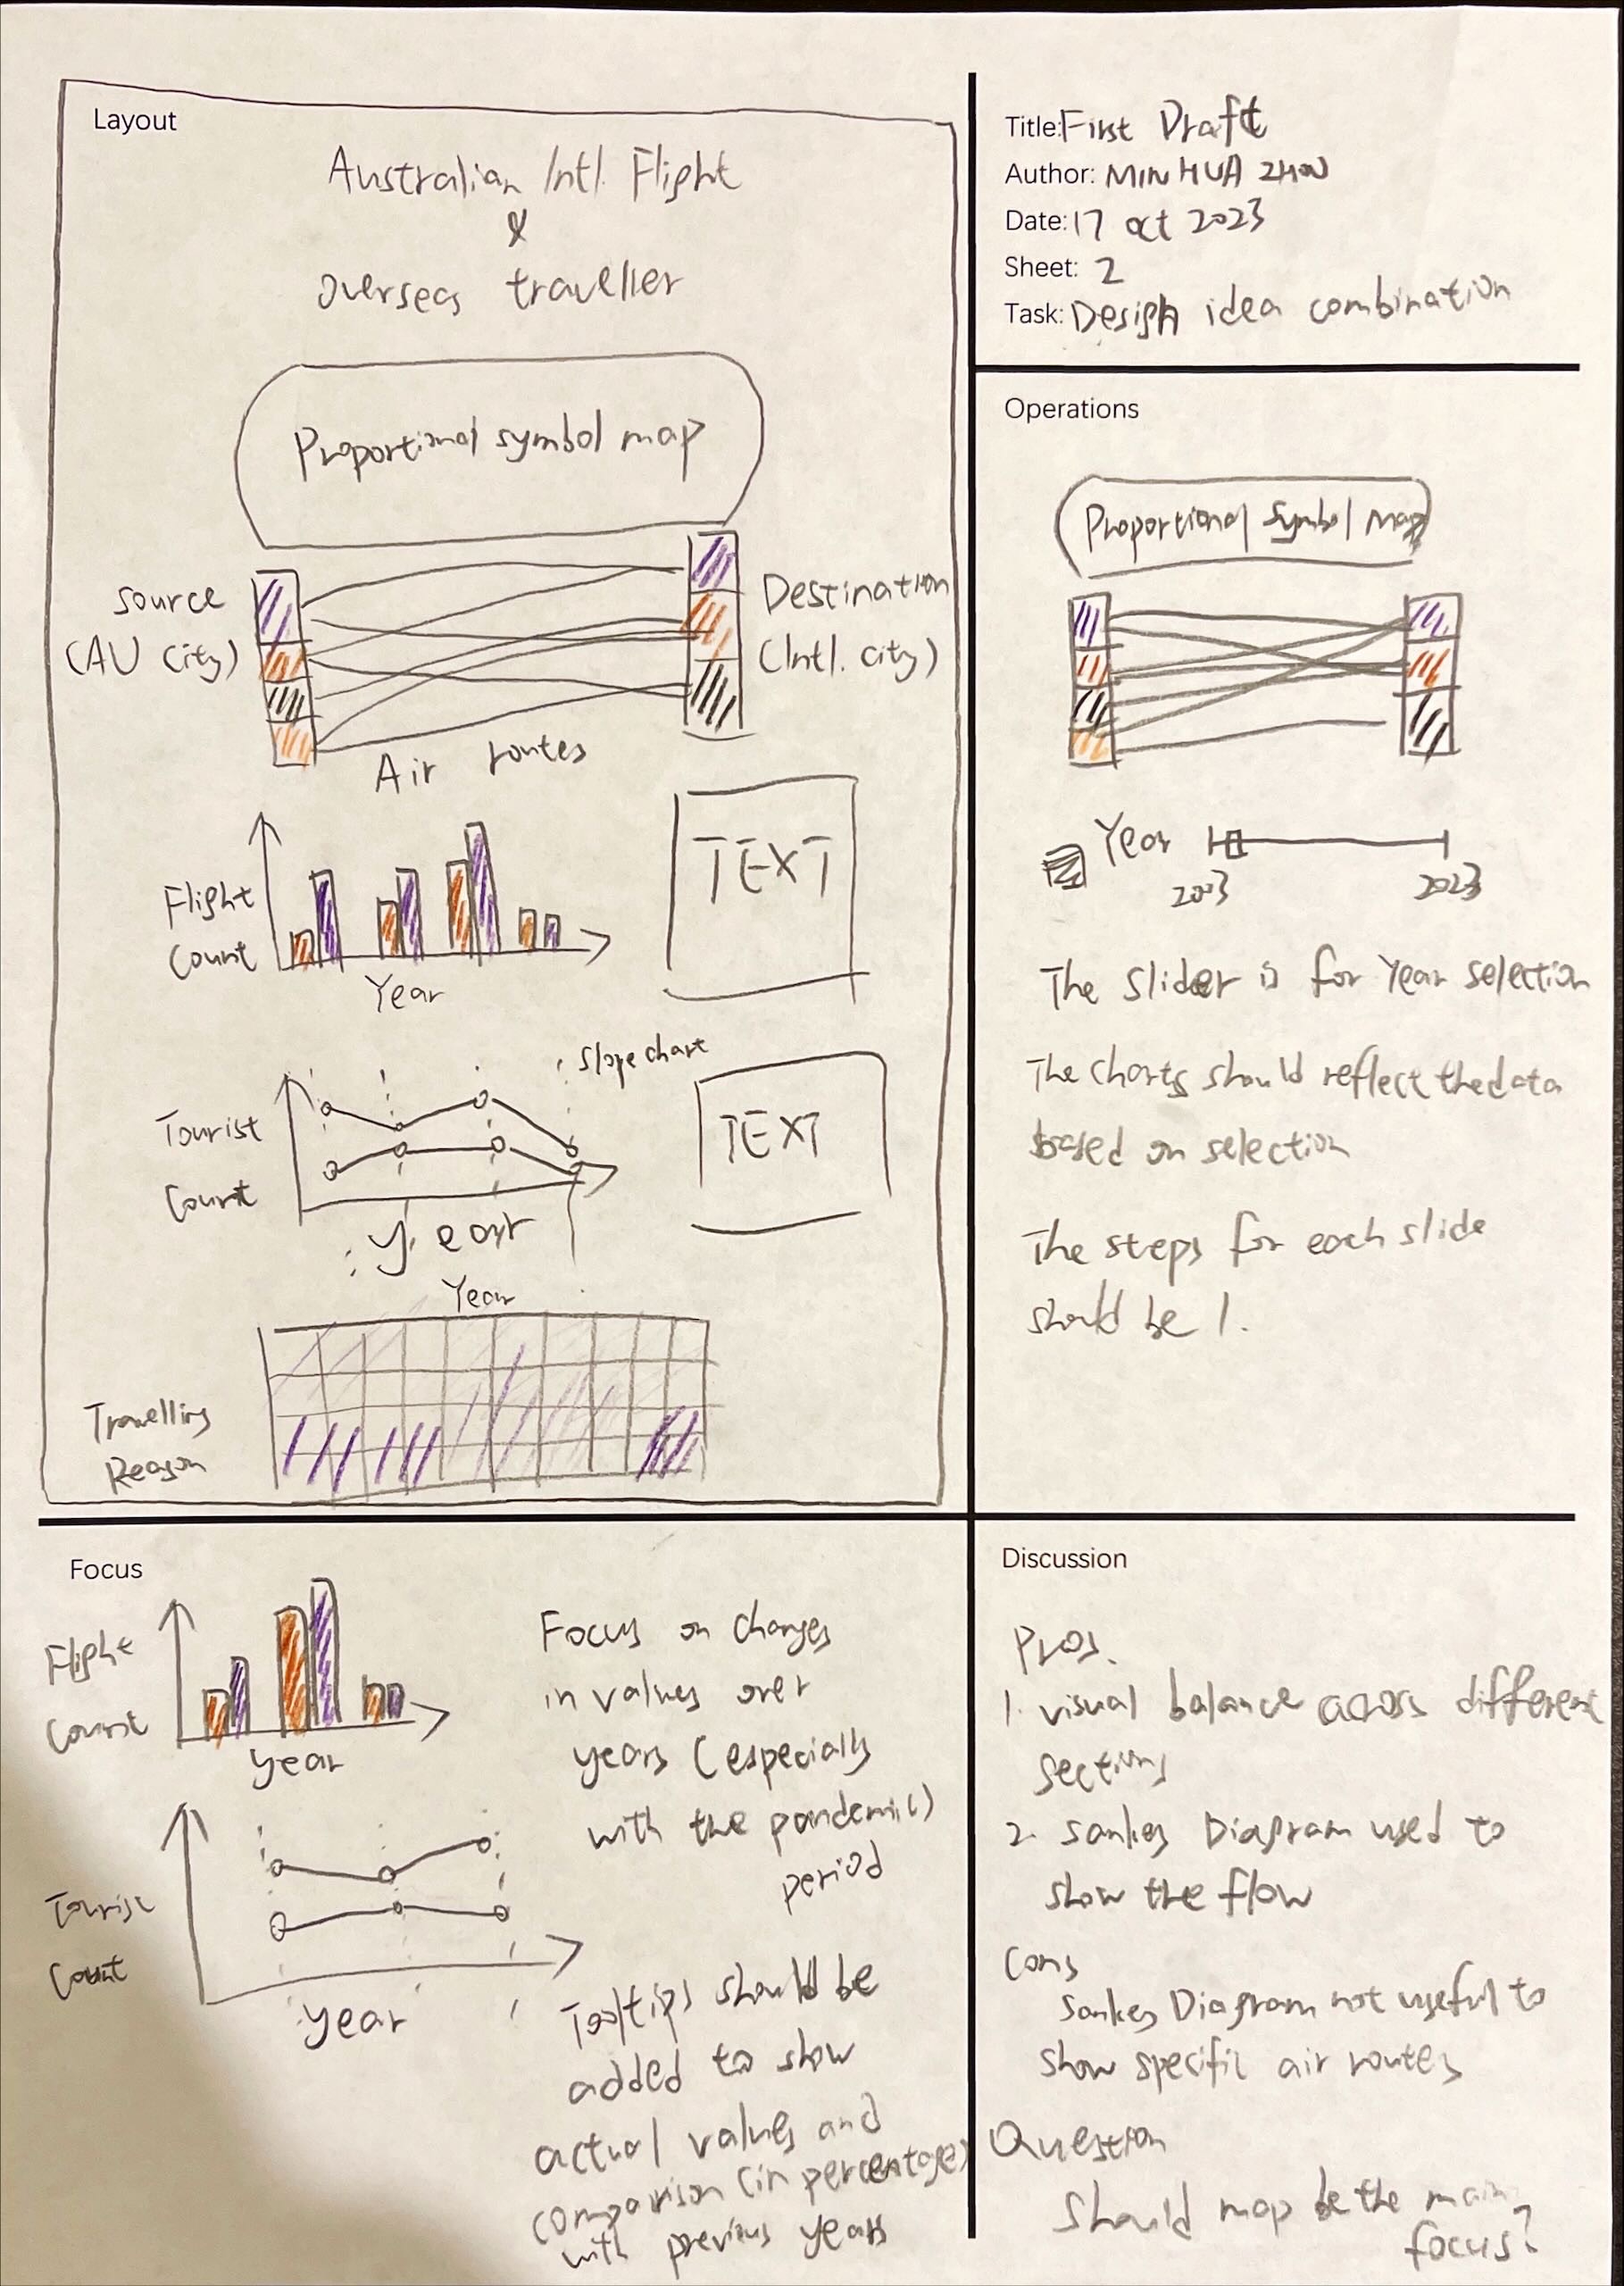 Layout
Australian Intl. Flight
&
overseas traveller
Proportional symbol map
source
(AU City)
Destination
(Intl. city)
Air routes
TEXT
Flight
Count
Year
slope chart
Tourist
Count
TEXT
Year
Year
Travelling
Reason
Title: First Draft
Author: MINHUA ZHOU
Date: 17 oct 2023
Sheet: 2
Task: Design idea combination
Operations
Proportional symbol map
Year
2003
2023
The slider is for Year selection
The charts should reflect the data
based on selection
The steps for each slide
should be 1.
Focus
Flight
Count
year
Tourist
Count
year
Focus on changes
in values over
years (especially
with the pandemic)
period
Tooltips should be
added to show
actual values and
comparison (in percentage)
with previous years
Discussion
Pros.
1. visual balance across different
sections
2. Sankey Diagram used to
show the flow
Cons
Sankey Diagram not useful to
show specific air routes
Question
Should map be the main
focus?